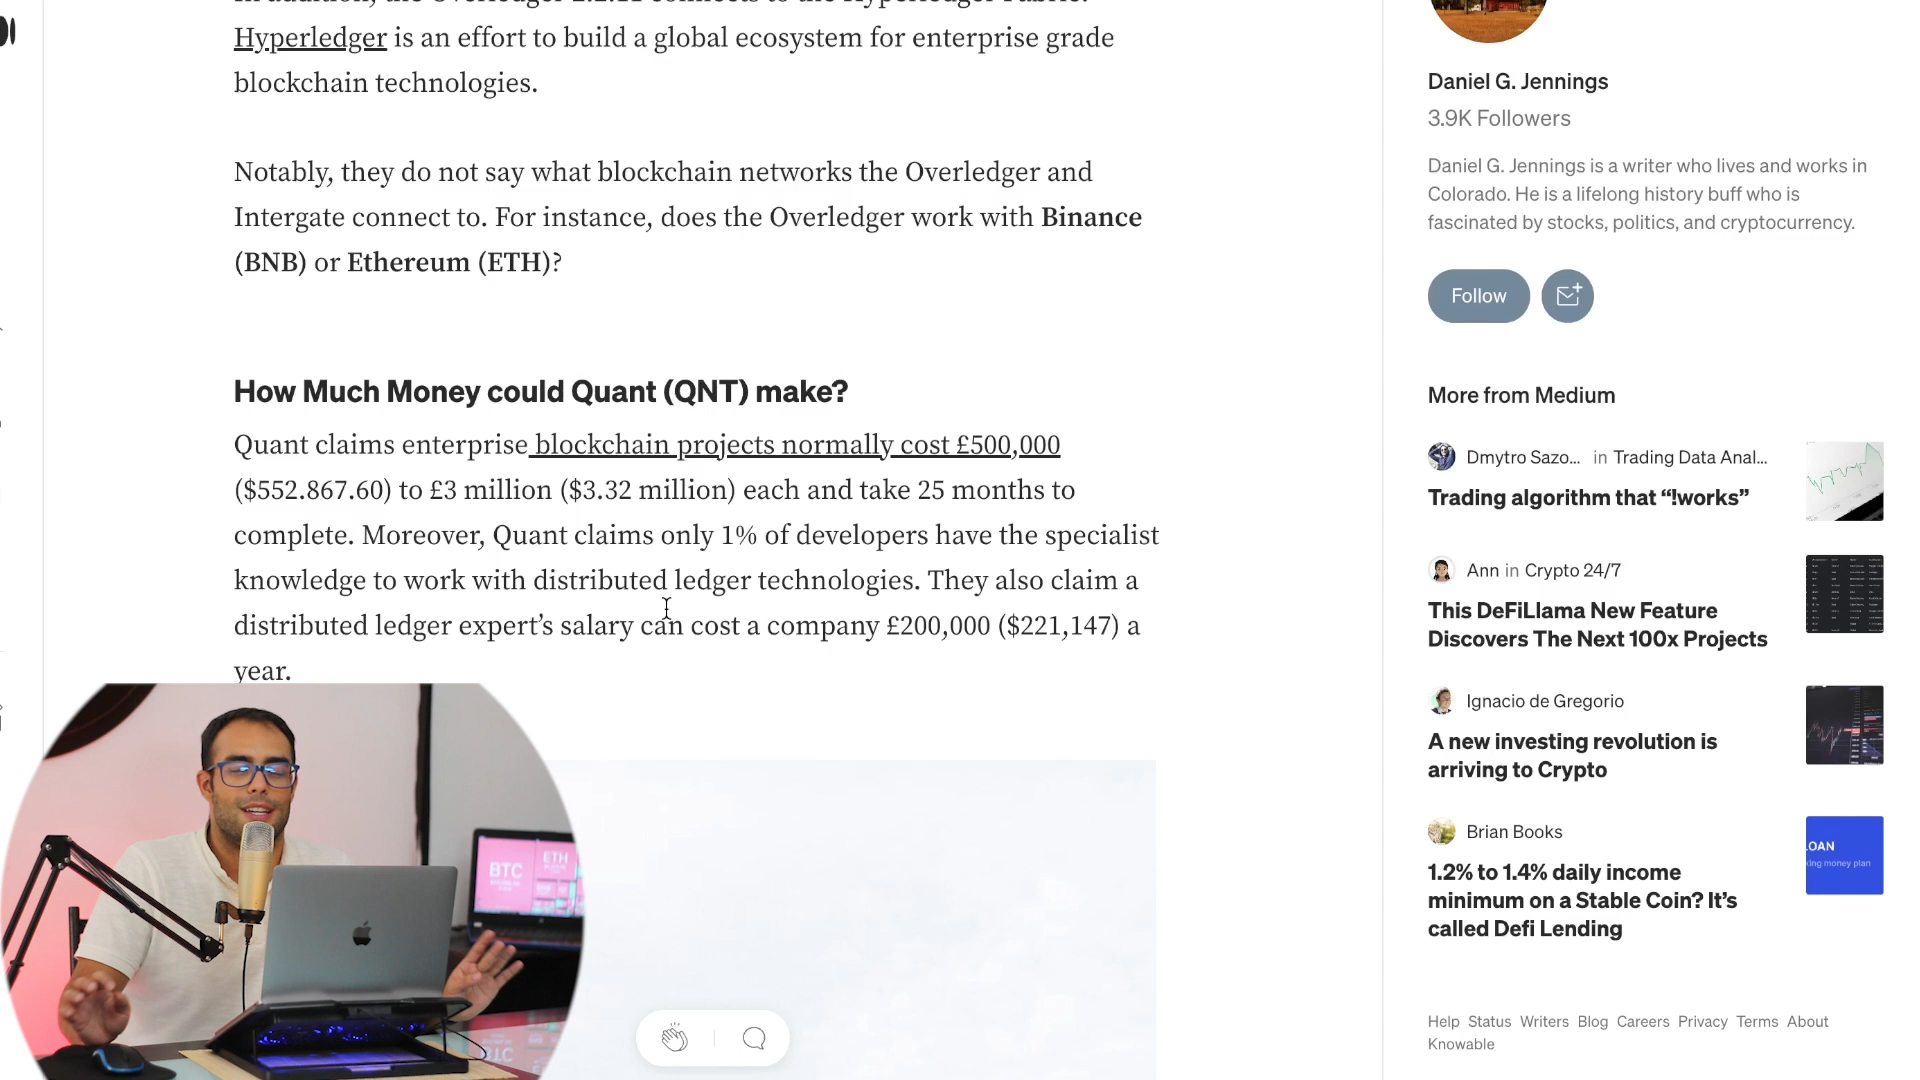 Hyperledger is an effort to build a global ecosystem for enterprise grade
blockchain technologies.
Notably, they do not say what blockchain networks the Overledger and
Intergate connect to. For instance, does the Overledger work with Binance
(BNB) or Ethereum (ETH)?
How Much Money could Quant (QNT) make?
Quant claims enterprise blockchain projects normally cost £500,000
($552.867.60) to £3 million ($3.32 million) each and take 25 months to
complete. Moreover, Quant claims only 1% of developers have the specialist
knowledge to work with distributed ledger technologies. They also claim a
distributed ledger expert’s salary can cost a company £200,000 ($221,147) a
year.
BTC
ETH
Daniel G. Jennings
3.9K Followers
Daniel G. Jennings is a writer who lives and works in
Colorado. He is a lifelong history buff who is
fascinated by stocks, politics, and cryptocurrency.
Follow
More from Medium
Dmytro Sazo... in Trading Data Anal...
Trading algorithm that “!works”
Ann in Crypto 24/7
This DeFiLlama New Feature
Discovers The Next 100x Projects
Ignacio de Gregorio
A new investing revolution is
arriving to Crypto
Brian Books
1.2% to 1.4% daily income
minimum on a Stable Coin? It’s
called Defi Lending
LOAN
king money plan
Help Status Writers Blog Careers Privacy Terms About
Knowable